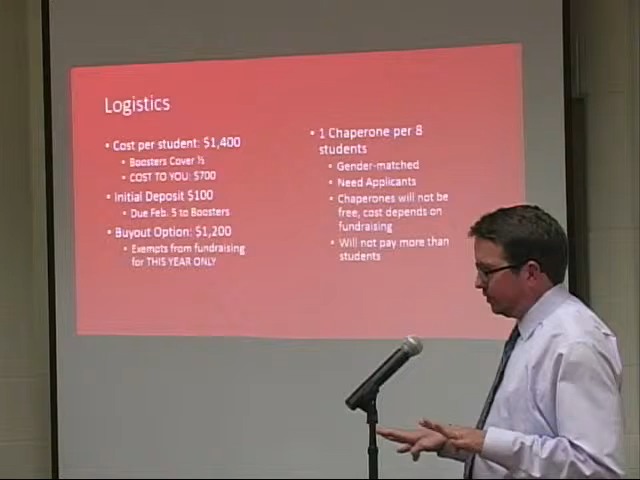 Logistics
• Cost per student: $1,400
• Boosters Cover ½
• COST TO YOU: $700
• Initial Deposit $100
• Due Feb. 5 to Boosters
• Buyout Option: $1,200
• Exempts from fundraising
for THIS YEAR ONLY
• 1 Chaperone per 8
students
• Gender-matched
• Need Applicants
• Chaperones will not be
free, cost depends on
fundraising
• Will not pay more than
students